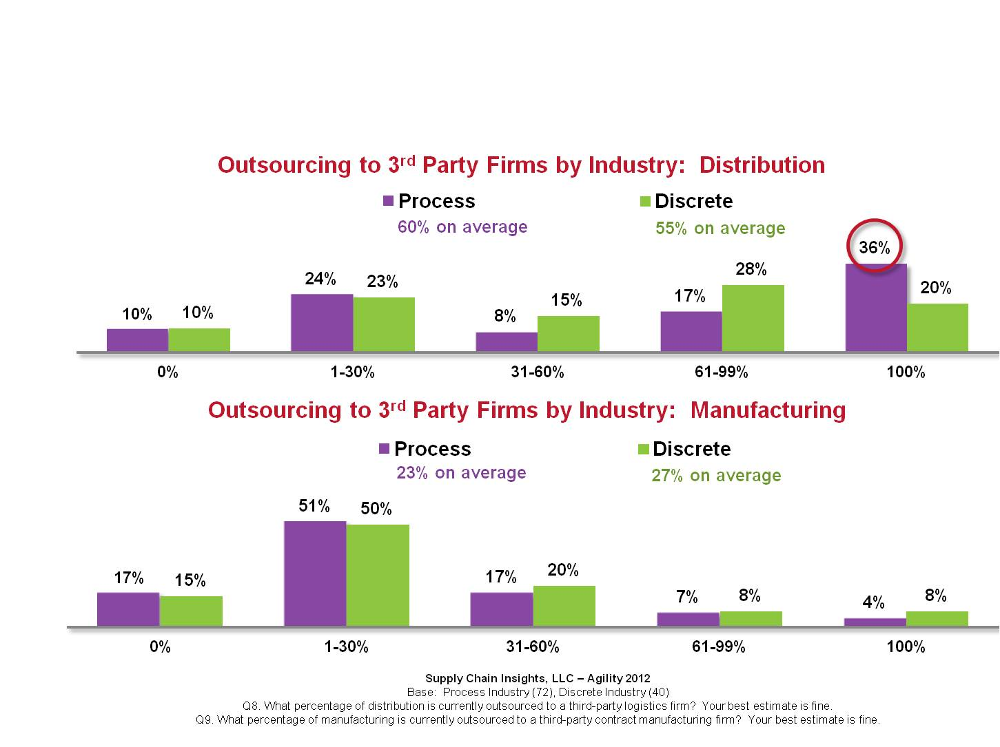 Outsourcing to 3rd Party Firms by Industry:  Distribution
Process
Discrete
60% on average
55% on average
10%
10%
24%
23%
8%
15%
17%
28%
36%
20%
0%
1-30%
31-60%
61-99%
100%
Outsourcing to 3rd Party Firms by Industry:  Manufacturing
Process
Discrete
23% on average
27% on average
17%
15%
51%
50%
17%
20%
7%
8%
4%
8%
0%
1-30%
31-60%
61-99%
100%
Supply Chain Insights, LLC – Agility 2012
Base:  Process Industry (72), Discrete Industry (40)
Q8. What percentage of distribution is currently outsourced to a third-party logistics firm?  Your best estimate is fine.
Q9. What percentage of manufacturing is currently outsourced to a third-party contract manufacturing firm?  Your best estimate is fine.